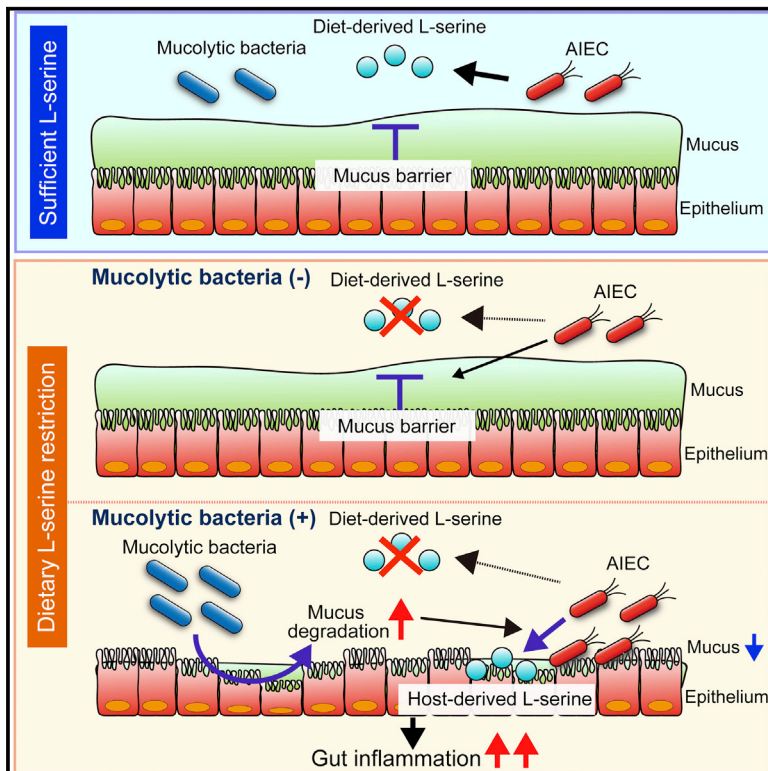 Sufficient L-serine
Mucolytic bacteria
Diet-derived L-serine
AIEC
Mucus
Mucus barrier
Epithelium
Dietary L-serine restriction
Mucolytic bacteria (-)
Diet-derived L-serine
AIEC
Mucus
Mucus barrier
Epithelium
Mucolytic bacteria (+)
Diet-derived L-serine
Mucolytic bacteria
AIEC
Mucus
degradation
Mucus
Host-derived L-serine
Epithelium
Gut inflammation